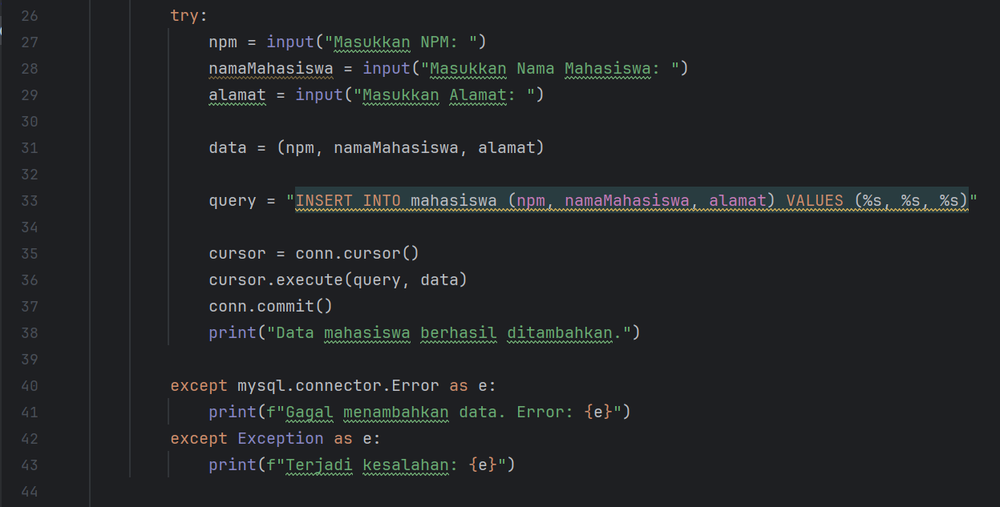 26 try:
27 npm = input("Masukkan NPM: ")
28 namaMahasiswa = input("Masukkan Nama Mahasiswa: ")
29 alamat = input("Masukkan Alamat: ")
30
31 data = (npm, namaMahasiswa, alamat)
32
33 query = "INSERT INTO mahasiswa (npm, namaMahasiswa, alamat) VALUES (%s, %s, %s)"
34
35 cursor = conn.cursor()
36 cursor.execute(query, data)
37 conn.commit()
38 print("Data mahasiswa berhasil ditambahkan.")
39
40 except mysql.connector.Error as e:
41 print(f"Gagal menambahkan data. Error: {e}")
42 except Exception as e:
43 print(f"Terjadi kesalahan: {e}")
44